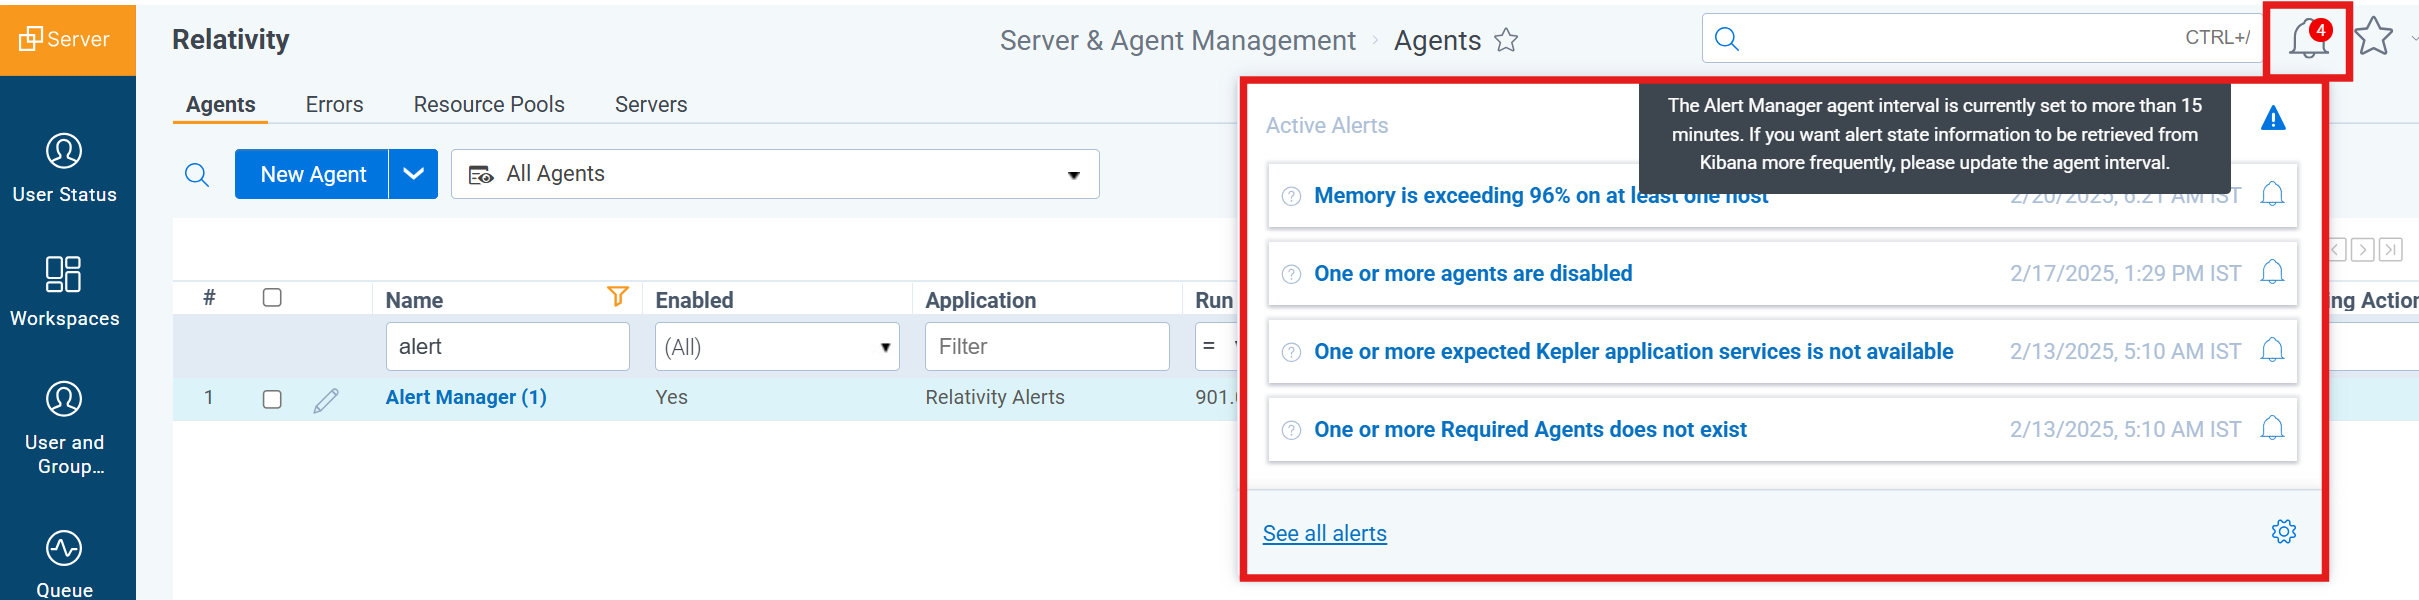 Server
Relativity
Server & Agent Management › Agents
CTRL+/
4
Agents Errors Resource Pools Servers
New Agent
All Agents
User Status
Workspaces
User and
Group...
Queue
# Name Enabled Application Run
ing Action
alert (All) Filter =
1 Alert Manager (1) Yes Relativity Alerts 901.
Active Alerts
The Alert Manager agent interval is currently set to more than 15
minutes. If you want alert state information to be retrieved from
Kibana more frequently, please update the agent interval.
Memory is exceeding 96% on at least one host 2/20/2025, 6:21 AM IST
One or more agents are disabled 2/17/2025, 1:29 PM IST
One or more expected Kepler application services is not available 2/13/2025, 5:10 AM IST
One or more Required Agents does not exist 2/13/2025, 5:10 AM IST
See all alerts